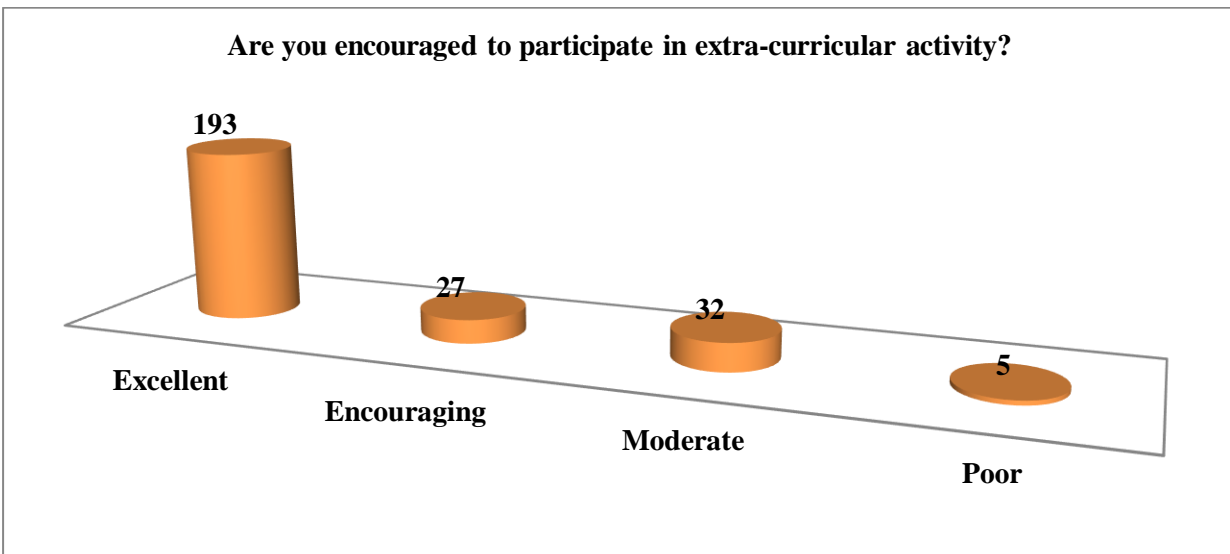 Are you encouraged to participate in extra-curricular activity?
193
27
32
5
Excellent
Encouraging
Moderate
Poor